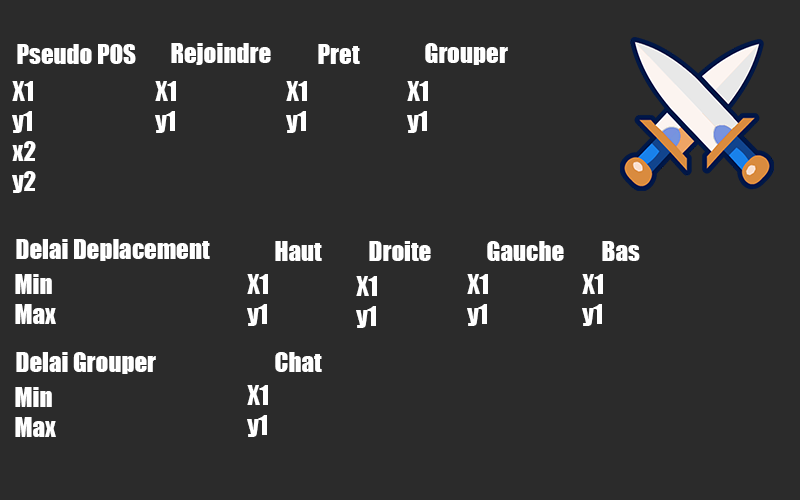 Pseudo POS Rejoindre Pret Grouper
X1 X1 X1 X1
y1 y1 y1 y1
x2
y2
Delai Deplacement Haut Droite Gauche Bas
Min X1 X1 X1 X1
Max y1 y1 y1 y1
Delai Grouper Chat
Min X1
Max y1